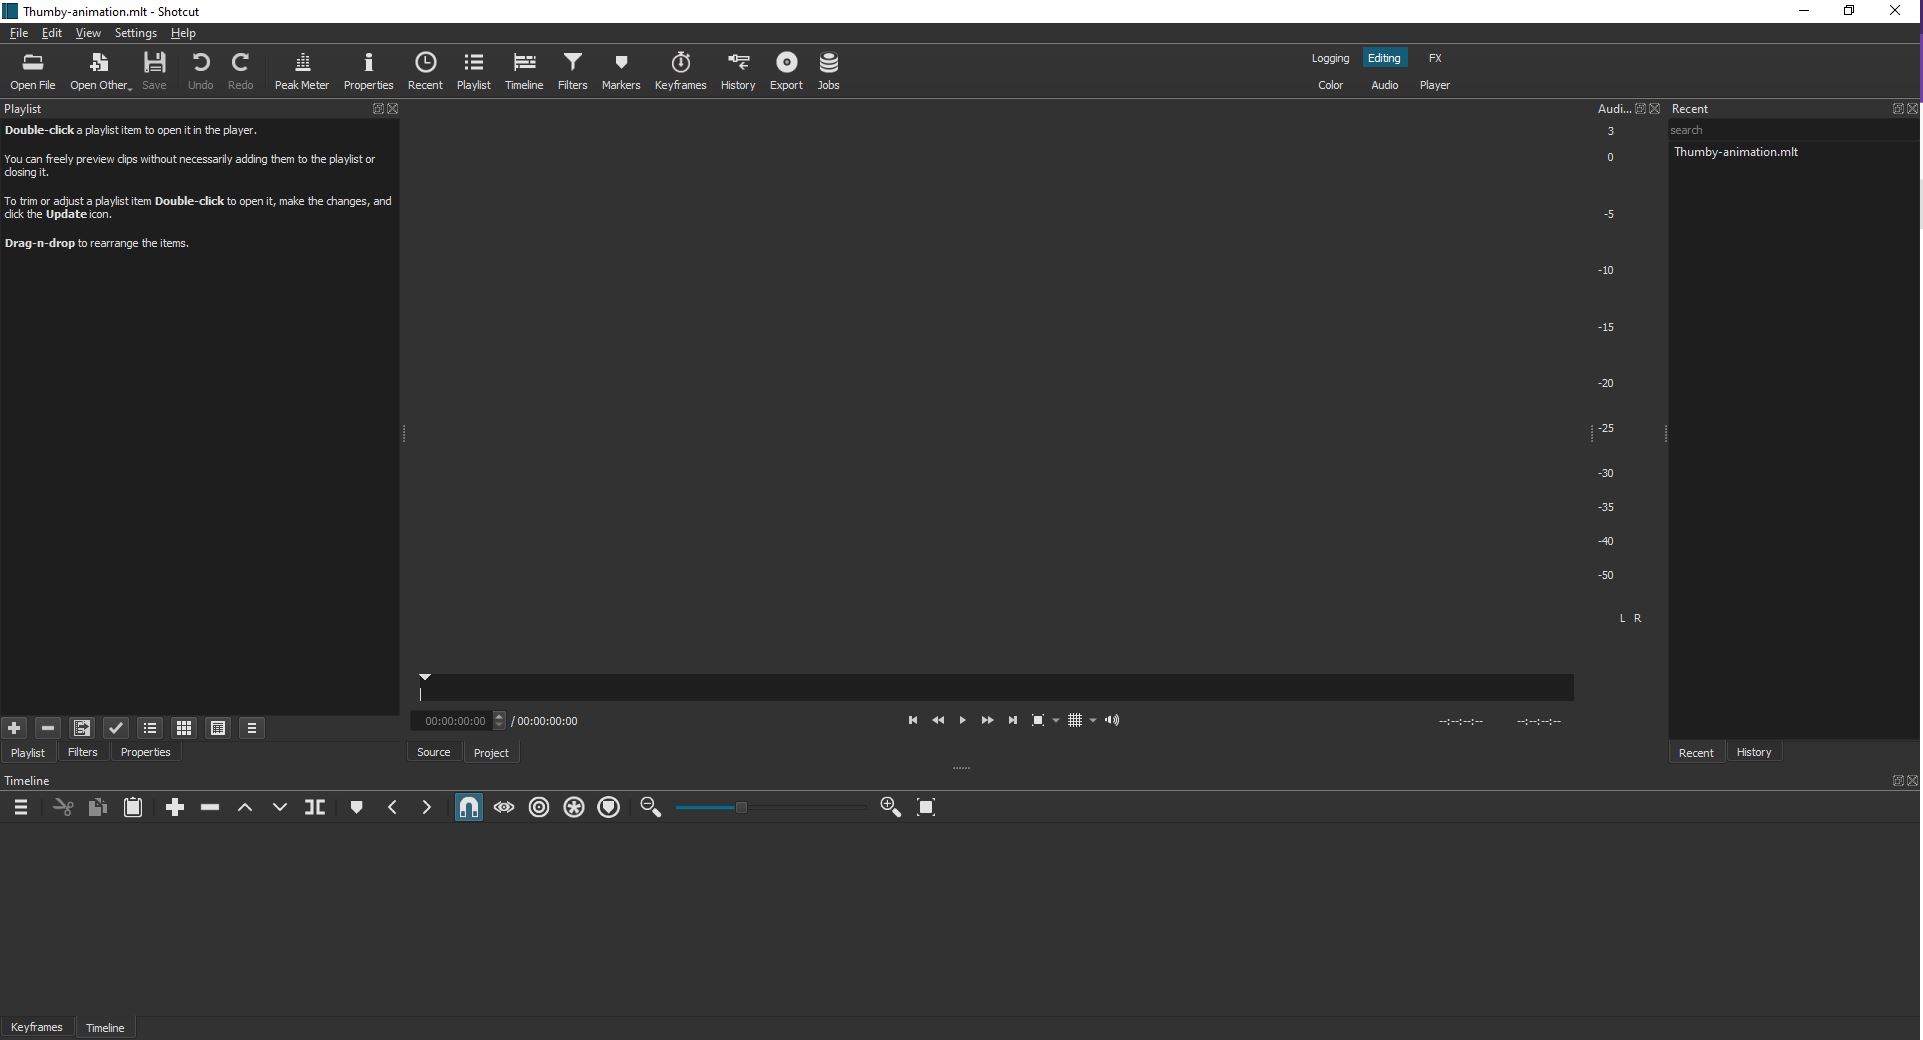 Thumby-animation.mlt - Shotcut
File Edit View Settings Help
Open File Open Other Save Undo Redo Peak Meter Properties Recent Playlist Timeline Filters Markers Keyframes History Export Jobs
Logging Editing FX
Color Audio Player
Playlist
Double-click a playlist item to open it in the player.
You can freely preview clips without necessarily adding them to the playlist or
closing it.
To trim or adjust a playlist item Double-click to open it, make the changes, and
click the Update icon.
Drag-n-drop to rearrange the items.
Playlist Filters Properties
00:00:00:00 / 00:00:00:00
--:--:--:-- --:--:--:--
Source Project
Audi...
3
0
-5
-10
-15
-20
-25
-30
-35
-40
-50
L R
Recent
search
Thumby-animation.mlt
Recent History
Timeline
Keyframes Timeline